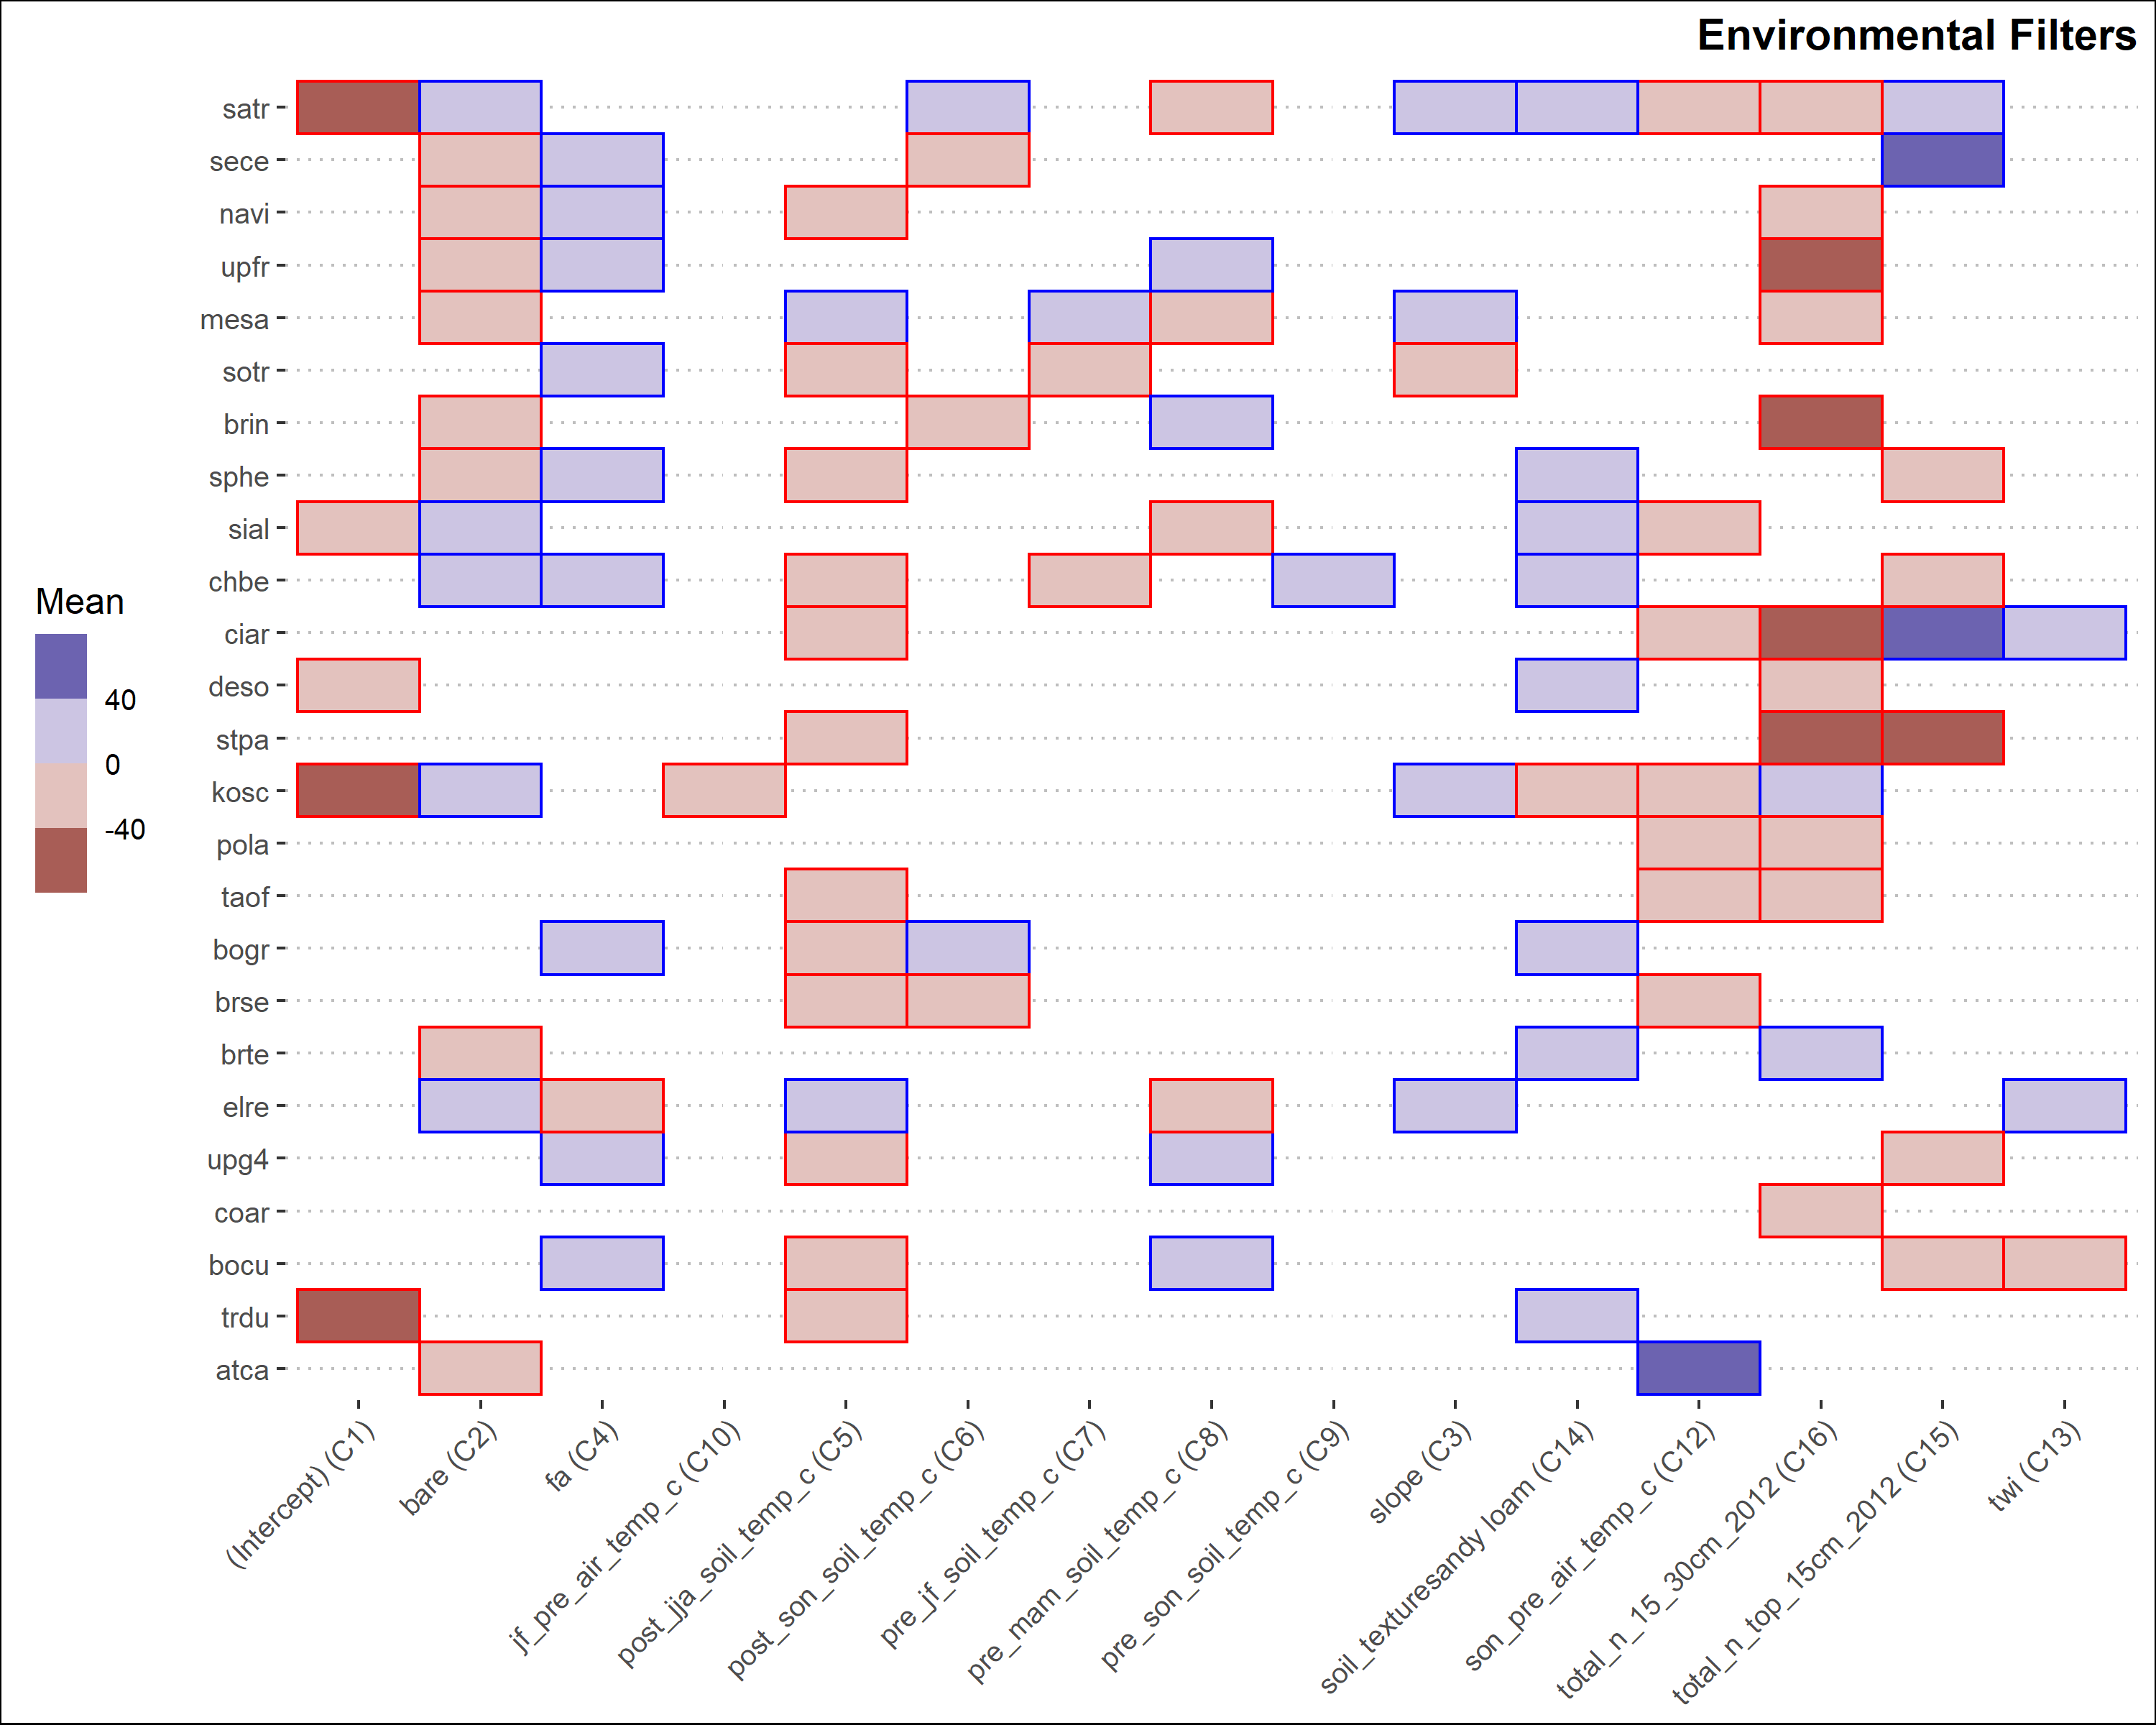 Environmental Filters
satr
sece
navi
upfr
mesa
sotr
brin
sphe
sial
chbe
ciar
deso
stpa
kosc
pola
taof
bogr
brse
brte
elre
upg4
coar
bocu
trdu
atca
Mean
40
0
-40
(Intercept) (C1)
bare (C2)
fa (C4)
jf_pre_air_temp_c (C10)
post_jja_soil_temp_c (C5)
post_son_soil_temp_c (C6)
pre_jf_soil_temp_c (C7)
pre_mam_soil_temp_c (C8)
pre_son_soil_temp_c (C9)
slope (C3)
soil_texturesandy loam (C14)
son_pre_air_temp_c (C12)
total_n_15_30cm_2012 (C16)
total_n_top_15cm_2012 (C15)
twi (C13)